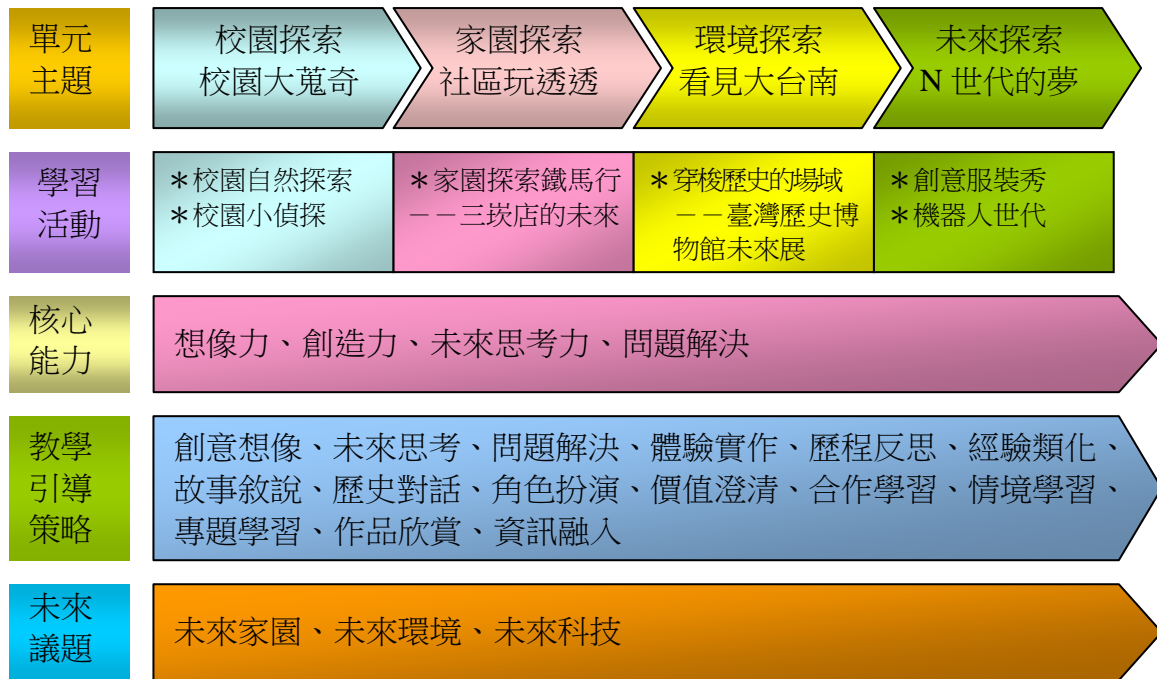 單元
主題
校園探索
校園大蒐奇
家園探索
社區玩透透
環境探索
看見大台南
未來探索
N 世代的夢
學習
活動
＊校園自然探索
＊校園小偵探
＊家園探索鐵馬行
－－三崁店的未來
＊穿梭歷史的場域
－－臺灣歷史博
物館未來展
＊創意服裝秀
＊機器人世代
核心
能力
想像力、創造力、未來思考力、問題解決
教學
引導
策略
創意想像、未來思考、問題解決、體驗實作、歷程反思、經驗類化、
故事敘說、歷史對話、角色扮演、價值澄清、合作學習、情境學習、
專題學習、作品欣賞、資訊融入
未來
議題
未來家園、未來環境、未來科技